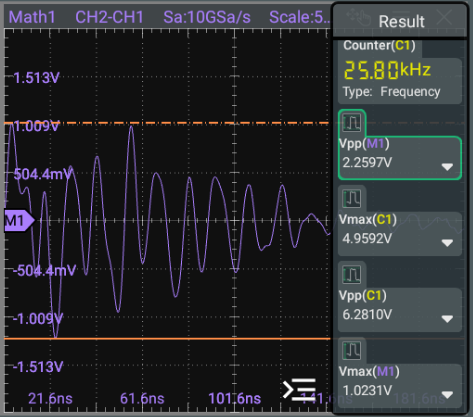 Math1 CH2-CH1 Sa:10GSa/s Scale:5..
Result
Counter(C1)
25.80kHz
Type: Frequency
Vpp(M1)
2.2597V
Vmax(C1)
4.9592V
Vpp(C1)
6.2810V
Vmax(M1)
1.0231V
1.513V
1.009V
504.4mV
M1
-504.4mV
-1.009V
-1.513V
21.6ns 61.6ns 101.6ns 141. 181.6ns